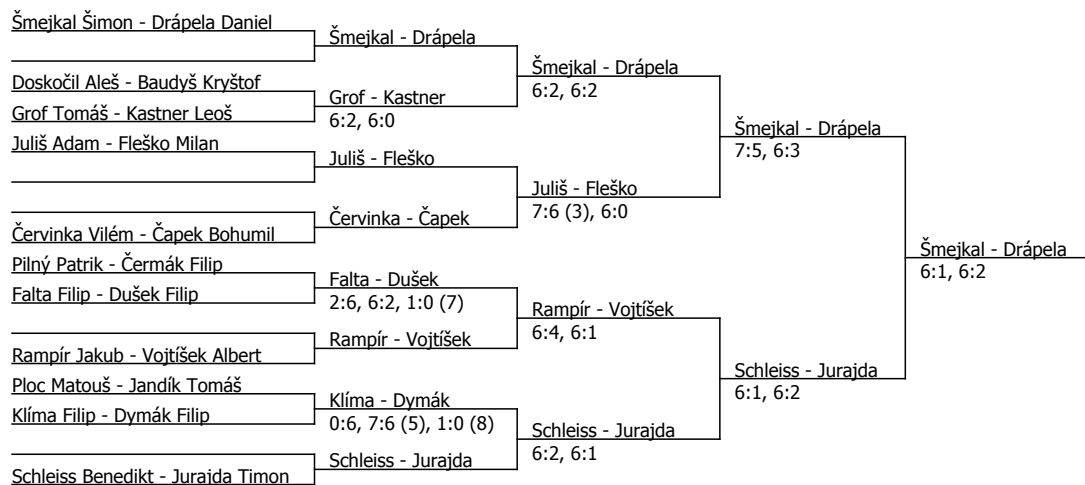 Šmejkal Šimon - Drápela Daniel
Doskočil Aleš - Baudyš Kryštof
Grof Tomáš - Kastner Leoš
Juliš Adam - Fleško Milan
Červinka Vilém - Čapek Bohumil
Pilný Patrik - Čermák Filip
Falta Filip - Dušek Filip
Rampír Jakub - Vojtíšek Albert
Ploc Matouš - Jandík Tomáš
Klíma Filip - Dymák Filip
Schleiss Benedikt - Jurajda Timon
Šmejkal - Drápela
Grof - Kastner
6:2, 6:0
Juliš - Fleško
Červinka - Čapek
Falta - Dušek
2:6, 6:2, 1:0 (7)
Rampír - Vojtíšek
Klíma - Dymák
0:6, 7:6 (5), 1:0 (8)
Schleiss - Jurajda
Šmejkal - Drápela
6:2, 6:2
Juliš - Fleško
7:6 (3), 6:0
Rampír - Vojtíšek
6:4, 6:1
Schleiss - Jurajda
6:2, 6:1
Šmejkal - Drápela
7:5, 6:3
Schleiss - Jurajda
6:1, 6:2
Šmejkal - Drápela
6:1, 6:2